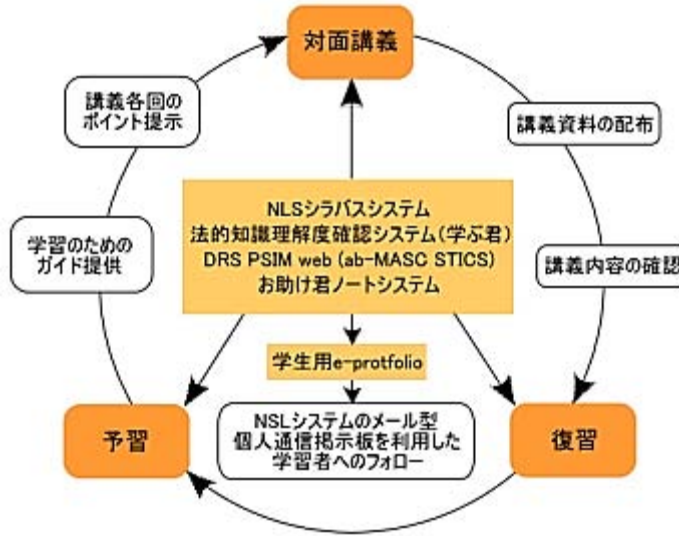 対面講義
講義各回の
ポイント提示
講義資料の配布
NLSシラバスシステム
法的知識理解度確認システム(学ぶ君)
DRS PSIM web (ab-MASC STICS)
お助け君ノートシステム
学習のための
ガイド提供
講義内容の確認
学生用e-protfolio
予習
NSLシステムのメール型
個人通信掲示板を利用した
学習者へのフォロー
復習